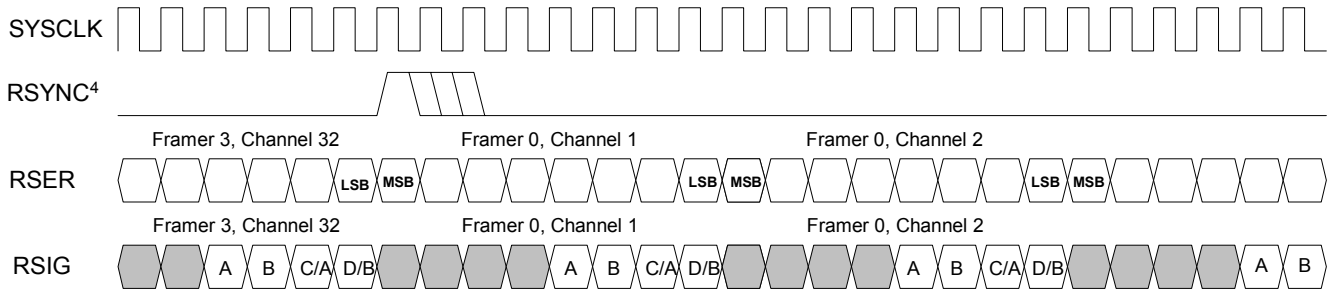 SYSCLK
RSYNC⁴
Framer 3, Channel 32 Framer 0, Channel 1 Framer 0, Channel 2
RSER LSB MSB LSB MSB LSB MSB
Framer 3, Channel 32 Framer 0, Channel 1 Framer 0, Channel 2
RSIG A B C/A D/B A B C/A D/B A B C/A D/B A B